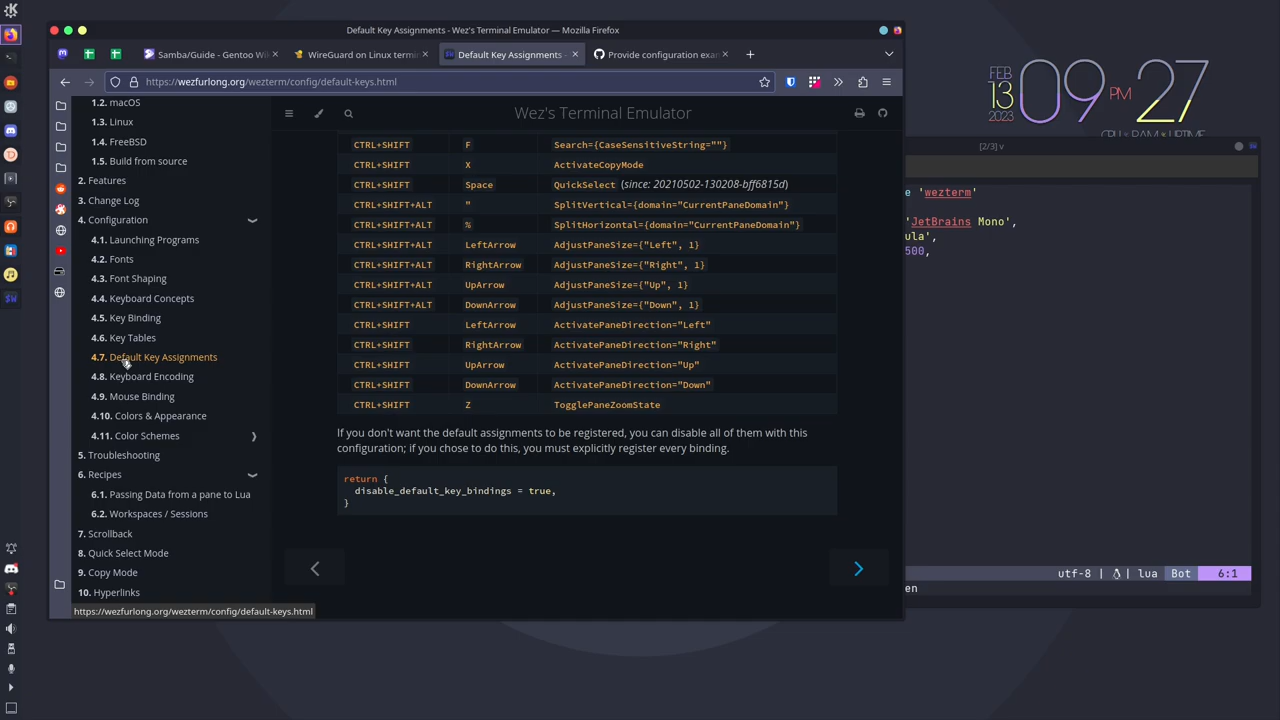 Default Key Assignments - Wez's Terminal Emulator — Mozilla Firefox
Samba/Guide - Gentoo Wi
WireGuard on Linux termi
Default Key Assignments -
Provide configuration exa
https://wezfurlong.org/wezterm/config/default-keys.html
1.2. macOS
1.3. Linux
1.4. FreeBSD
1.5. Build from source
2. Features
3. Change Log
4. Configuration
4.1. Launching Programs
4.2. Fonts
4.3. Font Shaping
4.4. Keyboard Concepts
4.5. Key Binding
4.6. Key Tables
4.7. Default Key Assignments
4.8. Keyboard Encoding
4.9. Mouse Binding
4.10. Colors & Appearance
4.11. Color Schemes
5. Troubleshooting
6. Recipes
6.1. Passing Data from a pane to Lua
6.2. Workspaces / Sessions
7. Scrollback
8. Quick Select Mode
9. Copy Mode
10. Hyperlinks
https://wezfurlong.org/wezterm/config/default-keys.html
Wez's Terminal Emulator
CTRL+SHIFT F Search={CaseSensitiveString=""}
CTRL+SHIFT X ActivateCopyMode
CTRL+SHIFT Space QuickSelect (since: 20210502-130208-bff6815d)
CTRL+SHIFT+ALT " SplitVertical={domain="CurrentPaneDomain"}
CTRL+SHIFT+ALT % SplitHorizontal={domain="CurrentPaneDomain"}
CTRL+SHIFT+ALT LeftArrow AdjustPaneSize={"Left", 1}
CTRL+SHIFT+ALT RightArrow AdjustPaneSize={"Right", 1}
CTRL+SHIFT+ALT UpArrow AdjustPaneSize={"Up", 1}
CTRL+SHIFT+ALT DownArrow AdjustPaneSize={"Down", 1}
CTRL+SHIFT LeftArrow ActivatePaneDirection="Left"
CTRL+SHIFT RightArrow ActivatePaneDirection="Right"
CTRL+SHIFT UpArrow ActivatePaneDirection="Up"
CTRL+SHIFT DownArrow ActivatePaneDirection="Down"
CTRL+SHIFT Z TogglePaneZoomState
If you don't want the default assignments to be registered, you can disable all of them with this
configuration; if you chose to do this, you must explicitly register every binding.
return {
disable_default_key_bindings = true,
}
FEB
13
2023
09 PM 27
[2/3] v
e 'wezterm'
'JetBrains Mono',
ula',
500,
utf-8 | | lua Bot 6:1
en